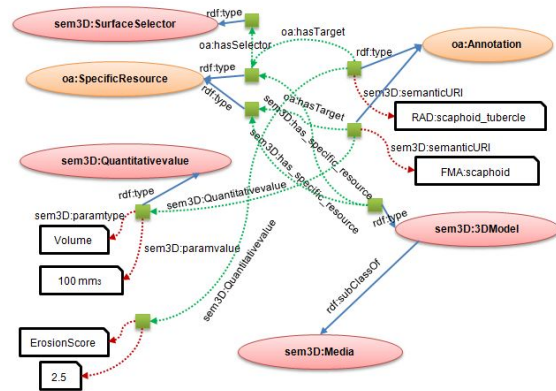 sem3D:SurfaceSelector
rdf:type
oa:hasTarget
rdf:type
oa:Annotation
oa:hasSelector
oa:SpecificResource
rdf:type
rdf:type
oa:hasTarget
sem3D:semanticURI
RAD:scaphoid_tubercle
sem3D:has_specific_resource
sem3D:has_specific_resource
sem3D:semanticURI
FMA:scaphoid
sem3D:Quantitativevalue
rdf:type
sem3D:Quantitativevalue
sem3D:paramtype
Volume
sem3D:paramvalue
100 mm3
sem3D:Quantitativevalue
rdf:type
sem3D:3DModel
rdf:subClassOf
sem3D:Media
ErosionScore
2.5